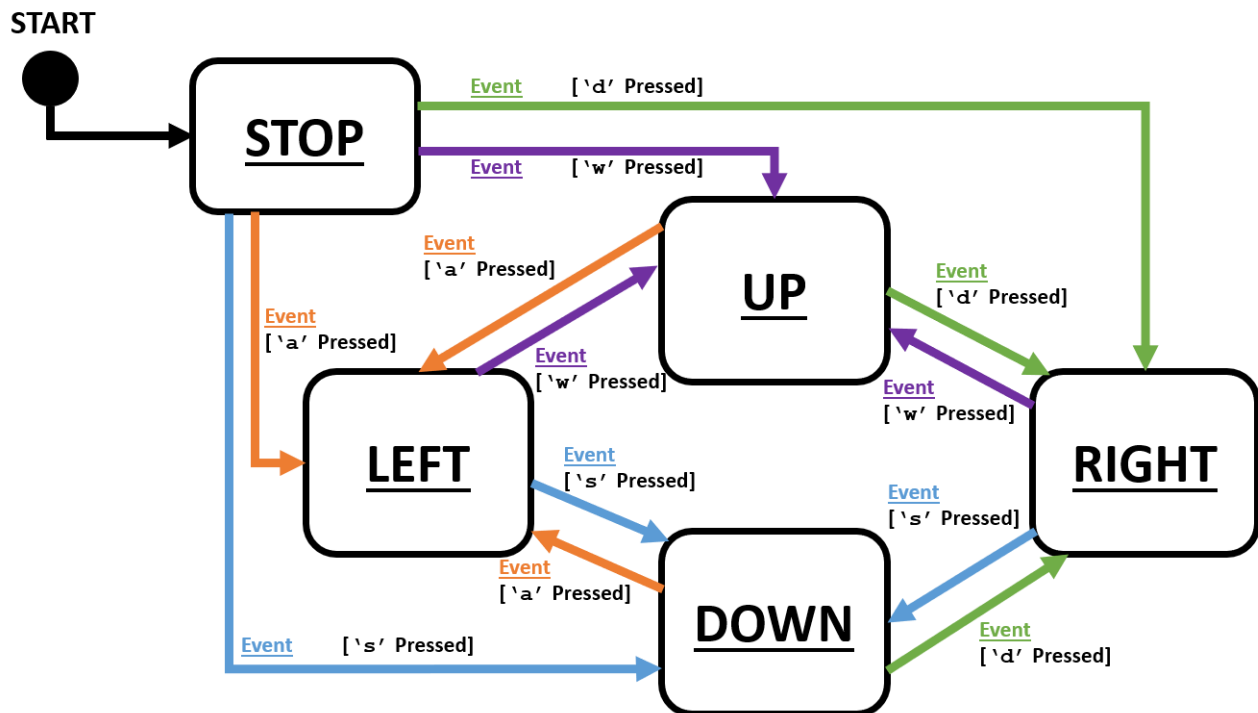 START
Event [‘d’ Pressed]
STOP
Event [‘w’ Pressed]
Event
[‘a’ Pressed]
UP
Event
[‘d’ Pressed]
Event
[‘a’ Pressed]
Event
[‘w’ Pressed]
Event
[‘w’ Pressed]
LEFT
RIGHT
Event
[‘s’ Pressed]
Event
[‘s’ Pressed]
Event
[‘a’ Pressed]
DOWN
Event [‘s’ Pressed]
Event
[‘d’ Pressed]